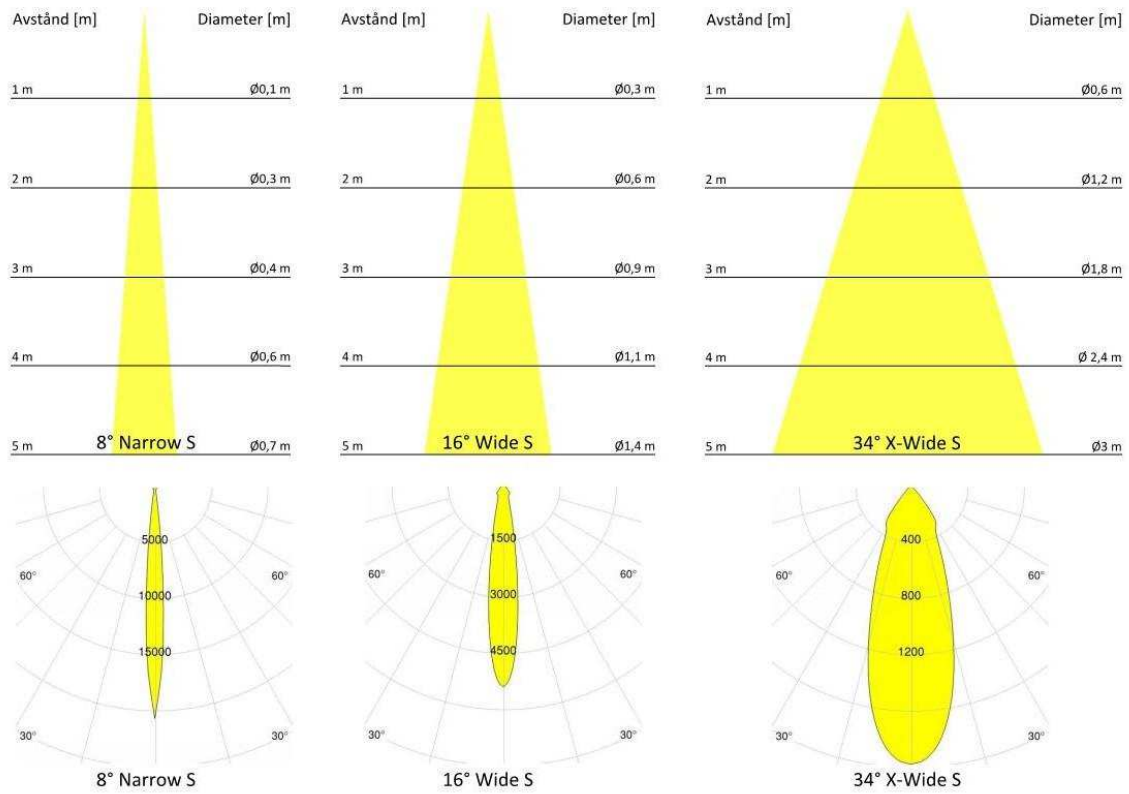 Avstånd [m] Diameter [m]
1 m Ø0,1 m
2 m Ø0,3 m
3 m Ø0,4 m
4 m Ø0,6 m
8° Narrow S
5 m Ø0,7 m
Avstånd [m] Diameter [m]
1 m Ø0,3 m
2 m Ø0,6 m
3 m Ø0,9 m
4 m Ø1,1 m
16° Wide S
5 m Ø1,4 m
Avstånd [m] Diameter [m]
1 m Ø0,6 m
2 m Ø1,2 m
3 m Ø1,8 m
4 m Ø 2,4 m
34° X-Wide S
5 m Ø3 m
5000
60° 60°
10000
15000
30° 30°
8° Narrow S
1500
60° 60°
3000
4500
30° 30°
16° Wide S
400
60° 60°
800
1200
30° 30°
34° X-Wide S